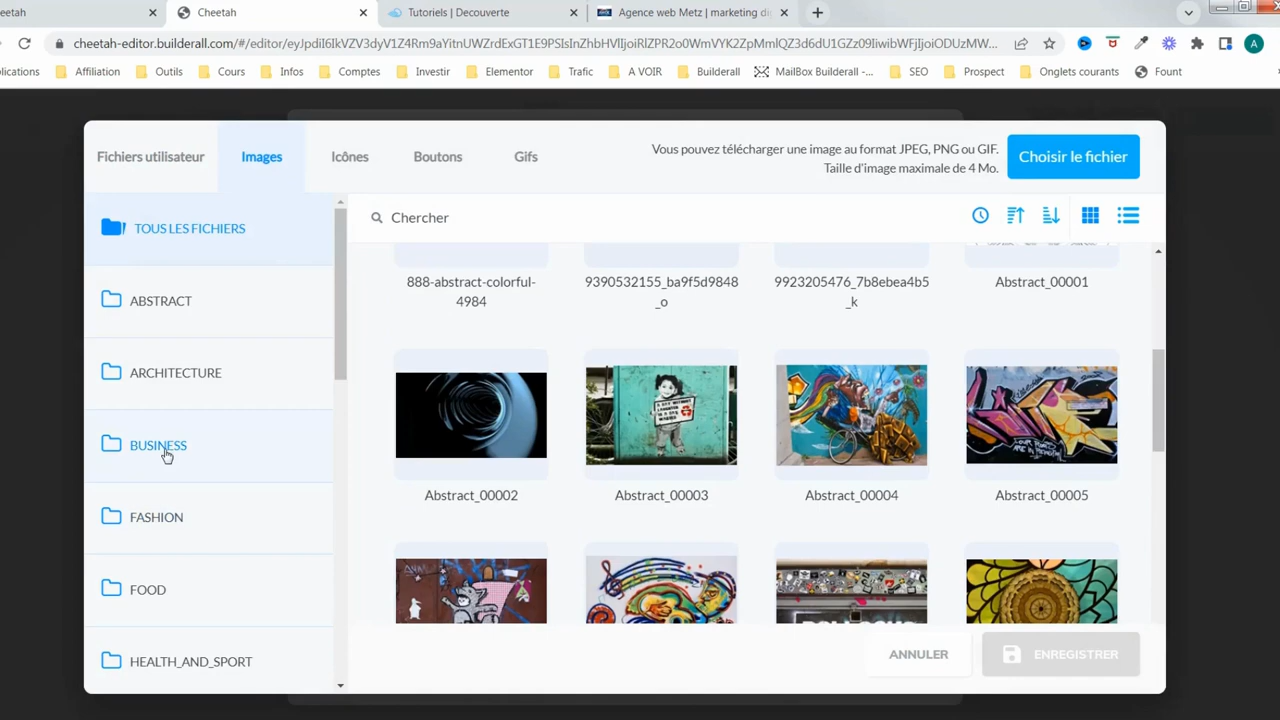 eetah
Cheetah
Tutoriels | Decouverte
Agence web Metz | marketing di
cheetah-editor.builderall.com/#/editor/
A
lications
Affiliation
Outils
Cours
Infos
Comptes
Investir
Elementor
Trafic
A VOIR
Builderall
MailBox Builderall -...
SEO
Prospect
Onglets courants
Fount
Fichiers utilisateur
Images
Icônes
Boutons
Gifs
Vous pouvez télécharger une image au format JPEG, PNG ou GIF.
Taille d'image maximale de 4 Mo.
Choisir le fichier
TOUS LES FICHIERS
ABSTRACT
ARCHITECTURE
BUSINESS
FASHION
FOOD
HEALTH_AND_SPORT
Chercher
888-abstract-colorful-
4984
9390532155_ba9f5d9848
_o
9923205476_7b8ebea4b5
_k
Abstract_00001
Abstract_00002
Abstract_00003
Abstract_00004
Abstract_00005
ANNULER
ENREGISTRER